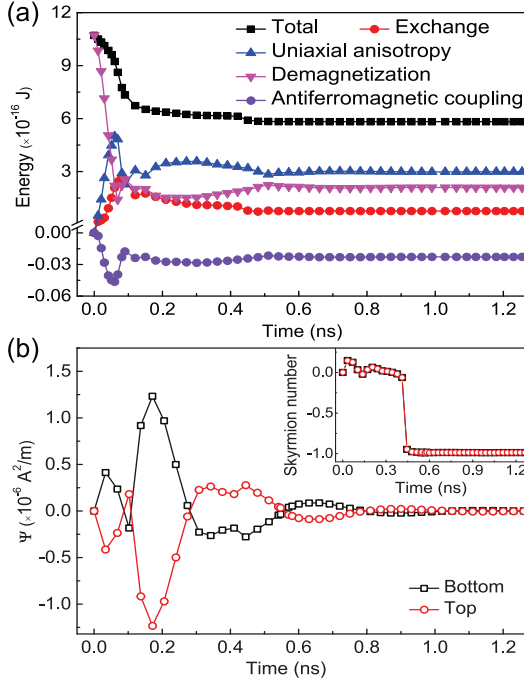 (a)
12
9
6
3
0.00
-0.03
-0.06
Energy (×10⁻¹⁶ J)
Total
Exchange
Uniaxial anisotropy
Demagnetization
Antiferromagnetic coupling
0.0 0.2 0.4 0.6 0.8 1.0 1.2
Time (ns)
(b)
1.5
1.0
0.5
0.0
-0.5
-1.0
Ψ (×10⁻⁶ A²/m)
0.0
-0.5
-1.0
Skyrmion number
0.0 0.3 0.6 0.9 1.2
Time (ns)
Bottom
Top
0.0 0.2 0.4 0.6 0.8 1.0 1.2
Time (ns)